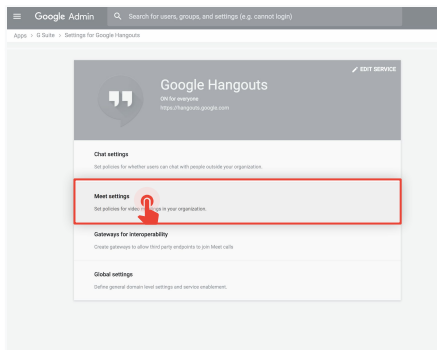 Google Admin
Search for users, groups, and settings (e.g. cannot login)
Apps > G Suite > Settings for Google Hangouts
EDIT SERVICE
Google Hangouts
ON for everyone
https://hangouts.google.com
Chat settings
Set policies for whether users can chat with people outside your organization.
Meet settings
Set policies for video in your organization.
Gateways for interoperability
Create gateways to allow third party endpoints to join Meet calls
Global settings
Define general domain level settings and service enablement.